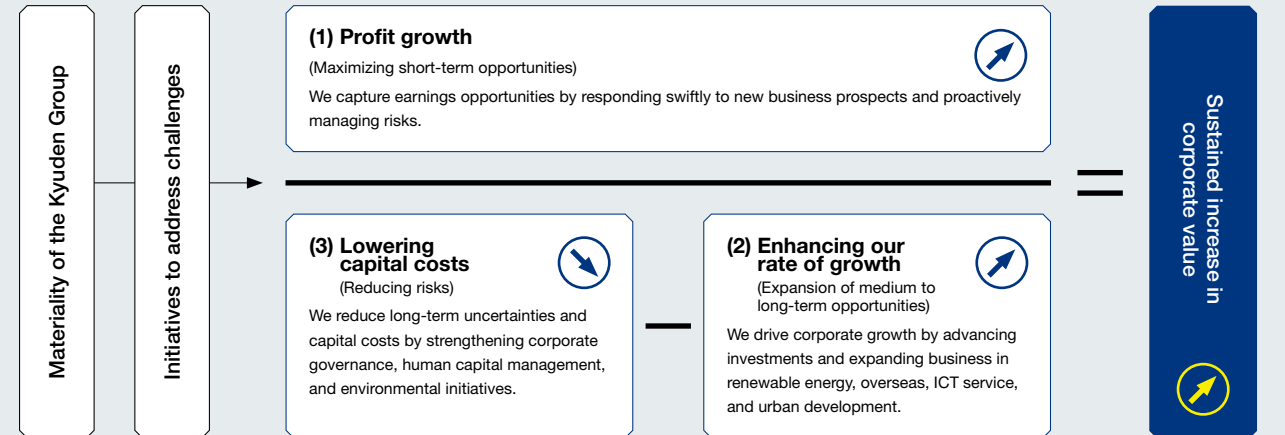 Materiality of the Kyuden Group
Initiatives to address challenges
(1) Profit growth
(Maximizing short-term opportunities)
We capture earnings opportunities by responding swiftly to new business prospects and proactively
managing risks.
(3) Lowering
capital costs
(Reducing risks)
We reduce long-term uncertainties and
capital costs by strengthening corporate
governance, human capital management,
and environmental initiatives.
(2) Enhancing our
rate of growth
(Expansion of medium to
long-term opportunities)
We drive corporate growth by advancing
investments and expanding business in
renewable energy, overseas, ICT service,
and urban development.
Sustained increase in
corporate value